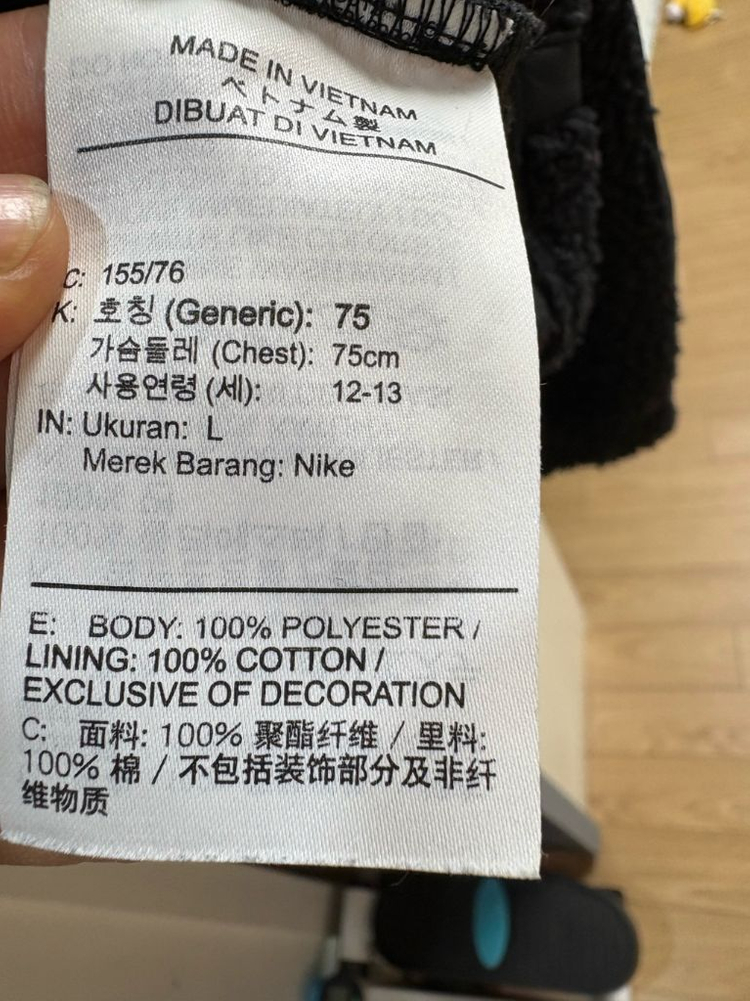 MADE IN VIETNAM
ベトナム製
DIBUAT DI VIETNAM
C: 155/76
K: 호칭 (Generic): 75
가슴둘레 (Chest): 75cm
사용연령 (세): 12-13
IN: Ukuran: L
Merek Barang: Nike
E: BODY: 100% POLYESTER /
LINING: 100% COTTON /
EXCLUSIVE OF DECORATION
C: 面料: 100% 聚酯纤维 / 里料:
100% 棉 / 不包括装饰部分及非纤
维物质